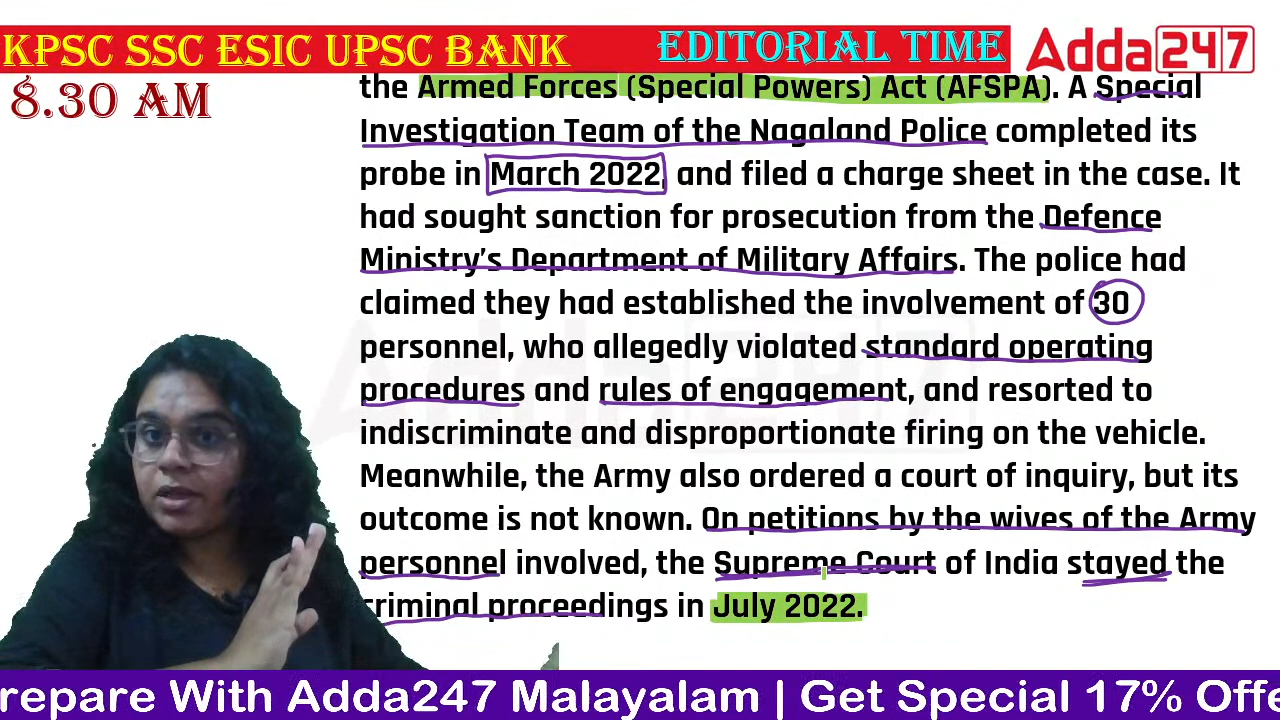 KPSC SSC ESIC UPSC BANK
EDITORIAL TIME
Adda247
8.30 AM
the Armed Forces (Special Powers) Act (AFSPA). A Special
Investigation Team of the Nagaland Police completed its
probe in March 2022, and filed a charge sheet in the case. It
had sought sanction for prosecution from the Defence
Ministry’s Department of Military Affairs. The police had
claimed they had established the involvement of 30
personnel, who allegedly violated standard operating
procedures and rules of engagement, and resorted to
indiscriminate and disproportionate firing on the vehicle.
Meanwhile, the Army also ordered a court of inquiry, but its
outcome is not known. On petitions by the wives of the Army
personnel involved, the Supreme Court of India stayed the
criminal proceedings in July 2022.
repare With Adda247 Malayalam | Get Special 17% Offe